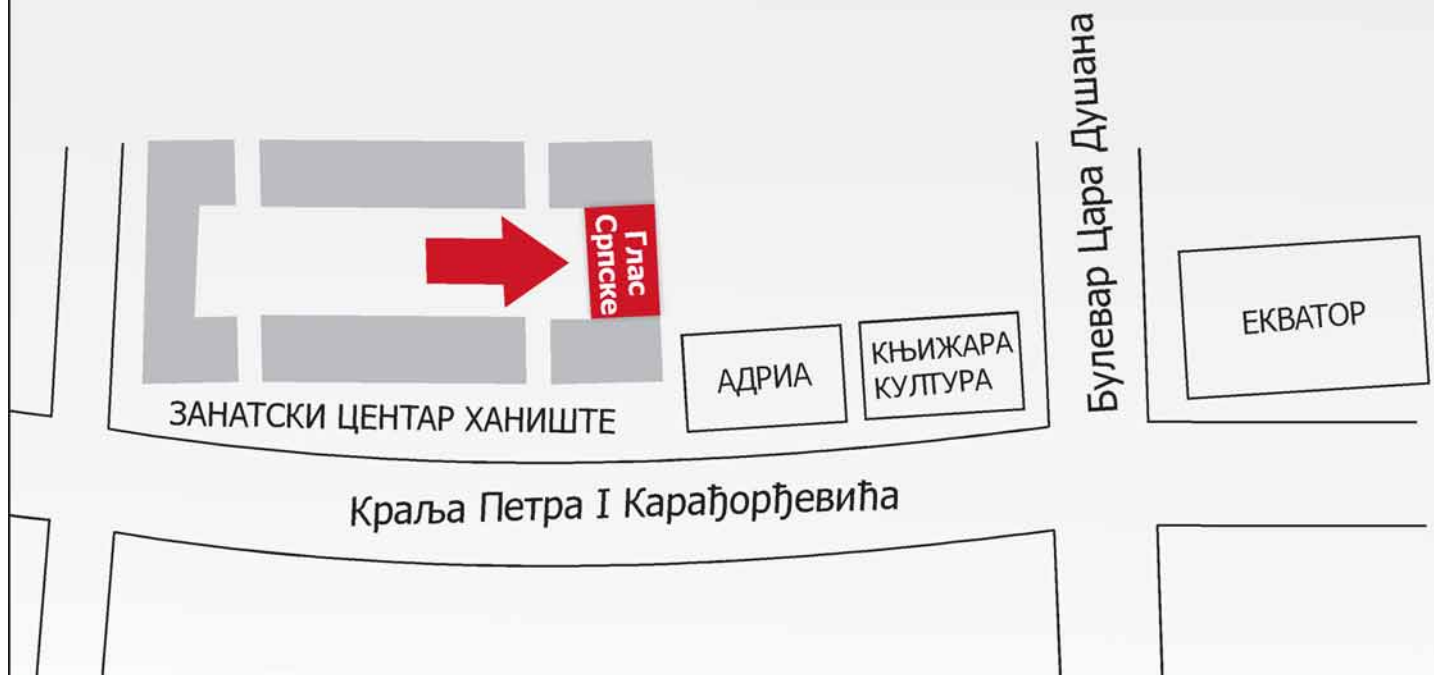 Булевар Цара Душана
Глас
Српске
ЕКВАТОР
КЊИЖАРА
КУЛТУРА
АДРИА
ЗАНАТСКИ ЦЕНТАР ХАНИШТЕ
Краља Петра I Карађорђевића